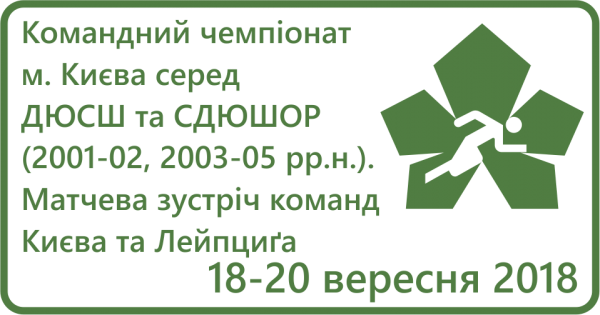 Командний чемпіонат
м. Києва серед
ДЮСШ та СДЮШОР
(2001-02, 2003-05 рр.н.).
Матчева зустріч команд
Києва та Лейпциґа
18-20 вересня 2018